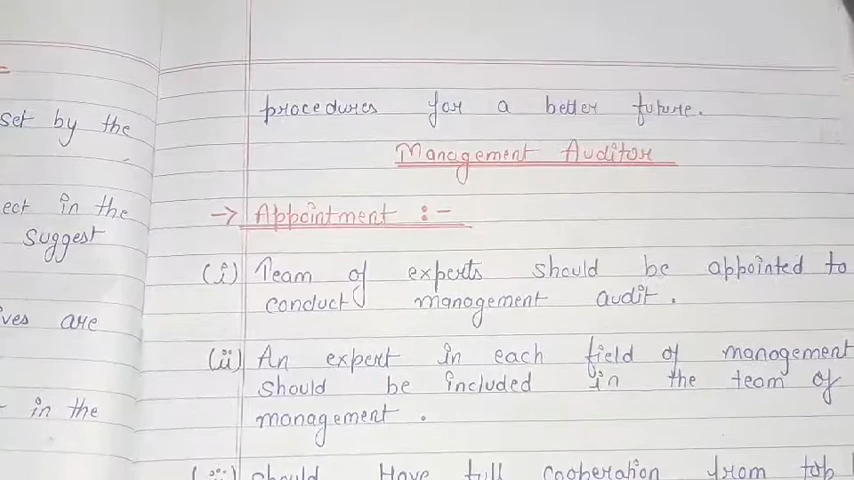 set by the
ect in the
suggest
ves are
in the
procedures for a better future.
Management Auditor
→ Appointment :-
(i) Team of experts should be appointed to
conduct management audit.
(ii) An expert in each field of management
should be included in the team of
management.
(iii) should Have full cooperation from top